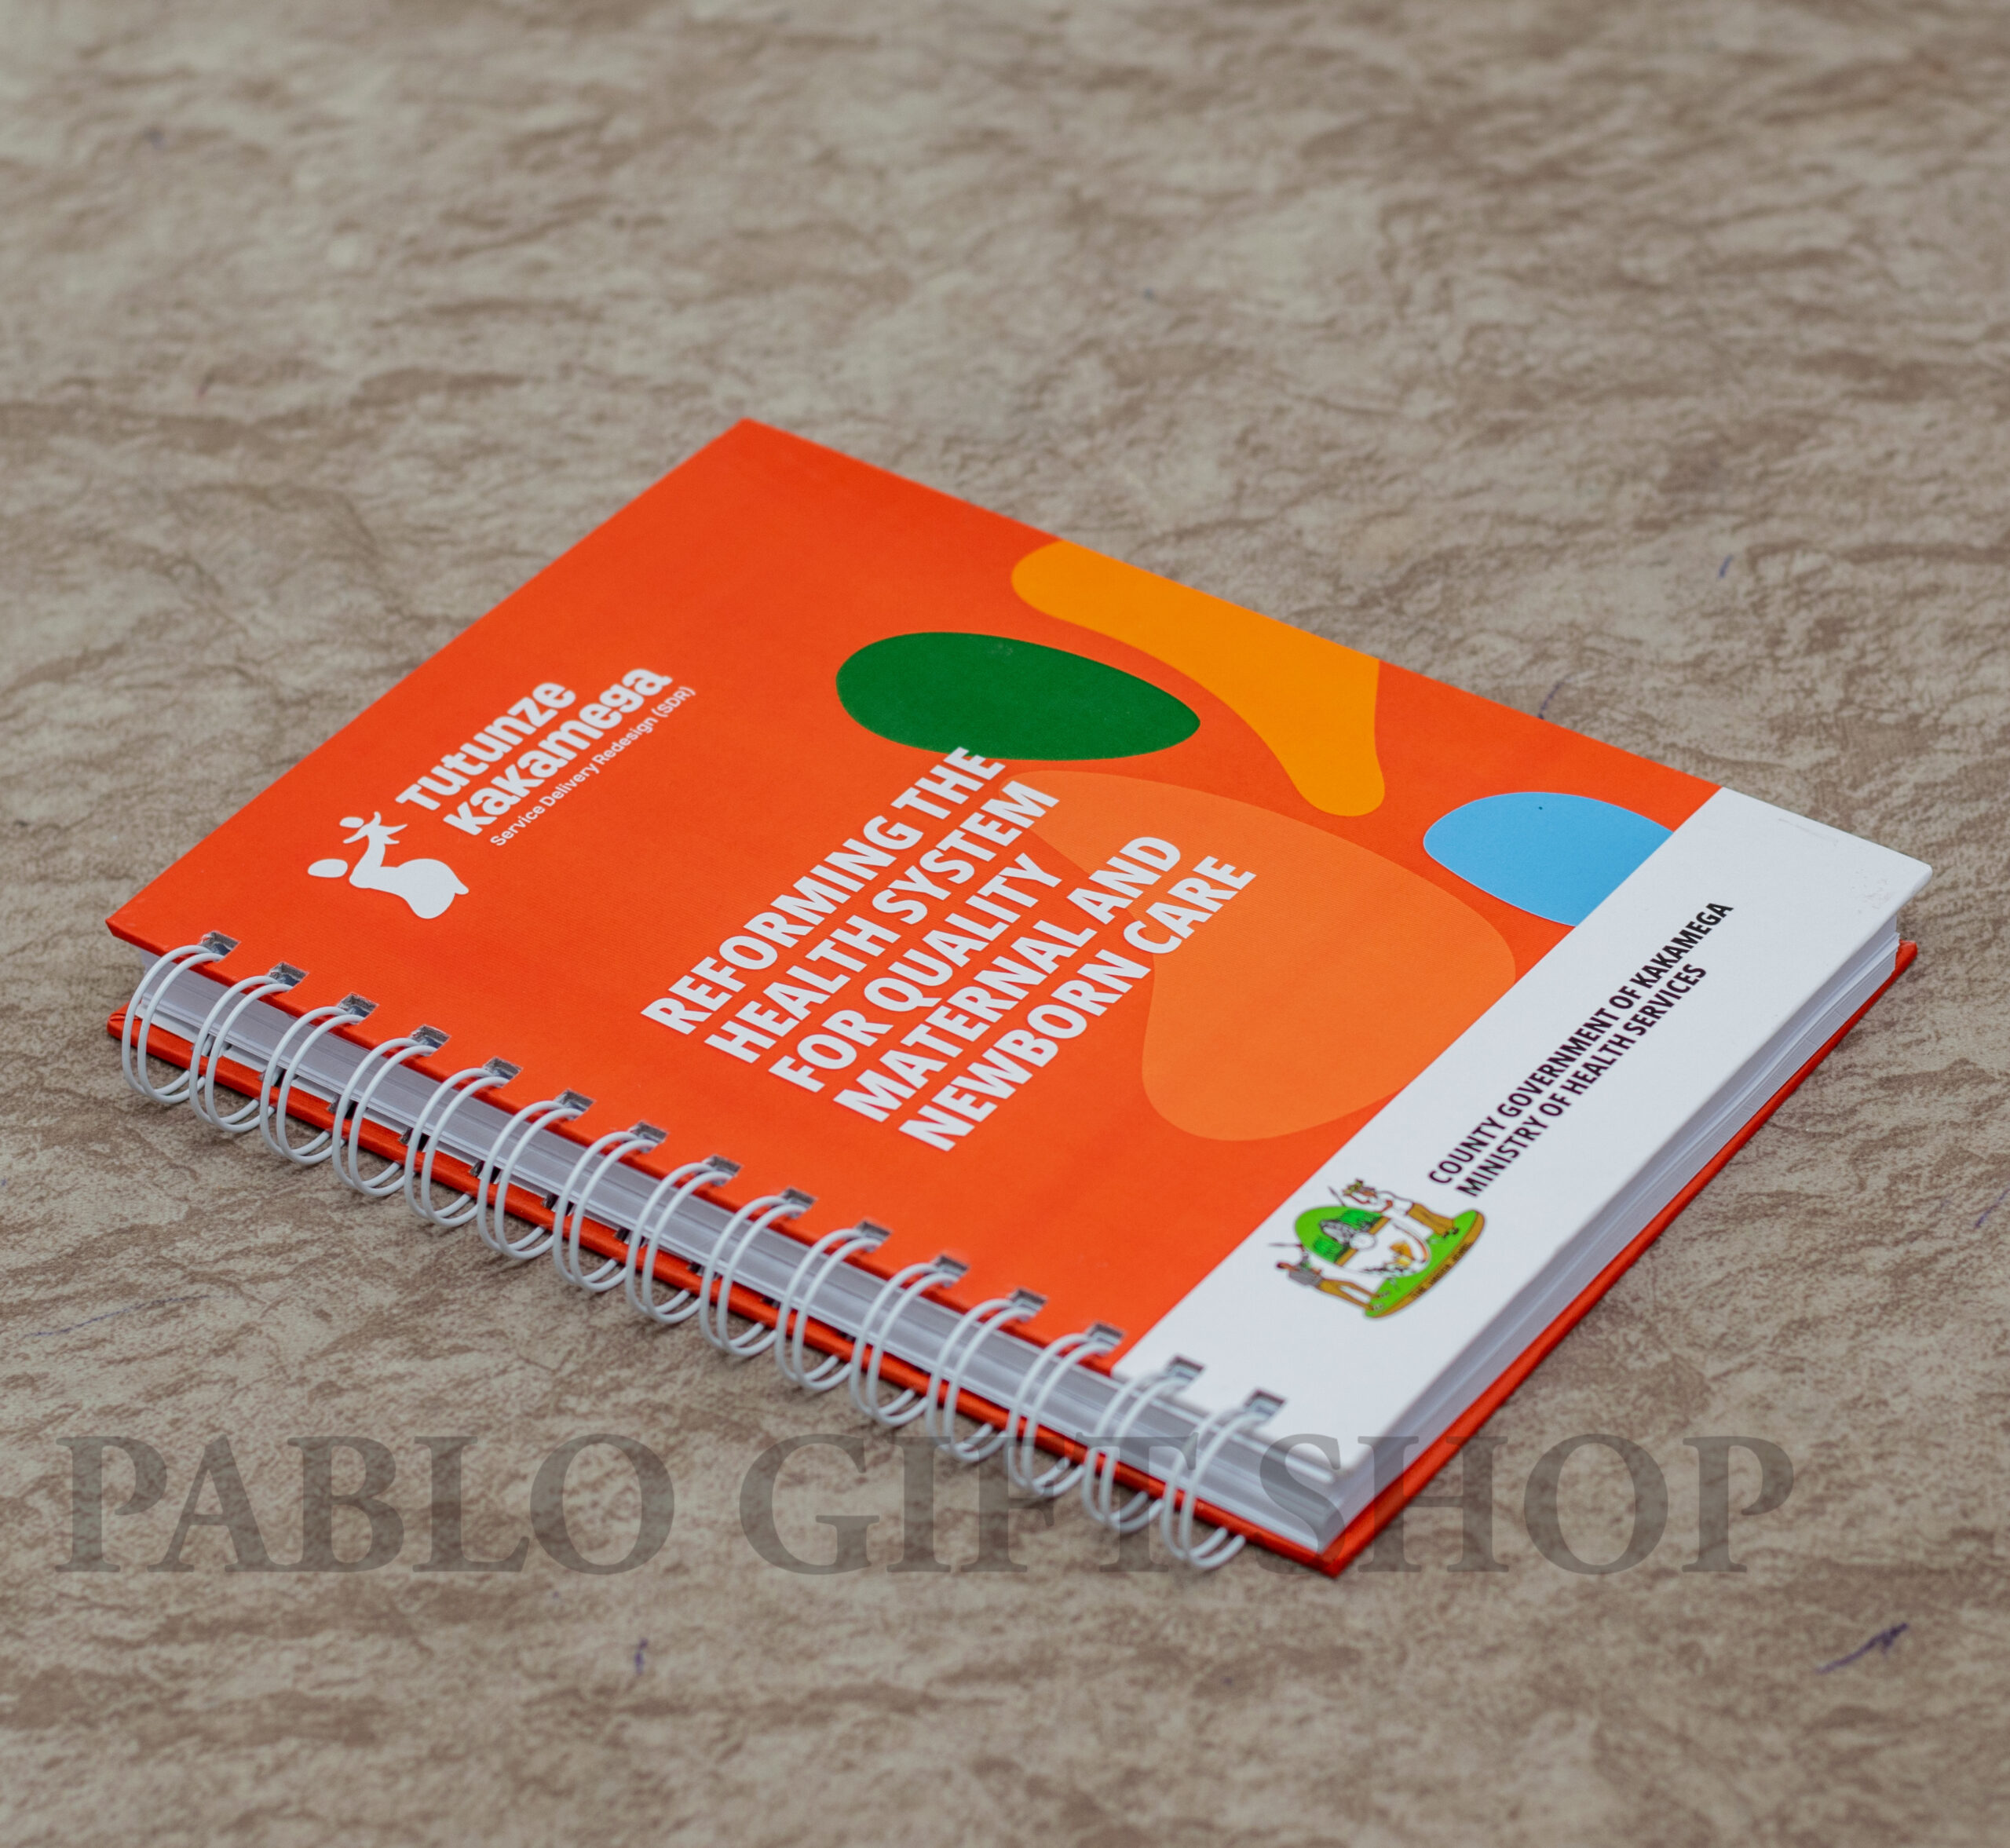 Tutunze
Kakamega
Service Delivery Redesign (SDR)
REFORMING THE
HEALTH SYSTEM
FOR QUALITY
MATERNAL AND
NEWBORN CARE
COUNTY GOVERNMENT OF KAKAMEGA
MINISTRY OF HEALTH SERVICES
PABLO GIFT SHOP